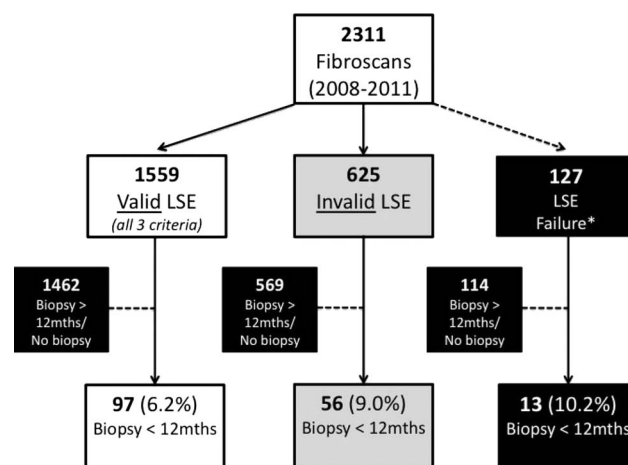 2311
Fibroscans
(2008-2011)
1559
Valid LSE
(all 3 criteria)
625
Invalid LSE
127
LSE
Failure*
1462
Biopsy >
12mths/
No biopsy
569
Biopsy >
12mths/
No biopsy
114
Biopsy >
12mths/
No biopsy
97 (6.2%)
Biopsy < 12mths
56 (9.0%)
Biopsy < 12mths
13 (10.2%)
Biopsy < 12mths